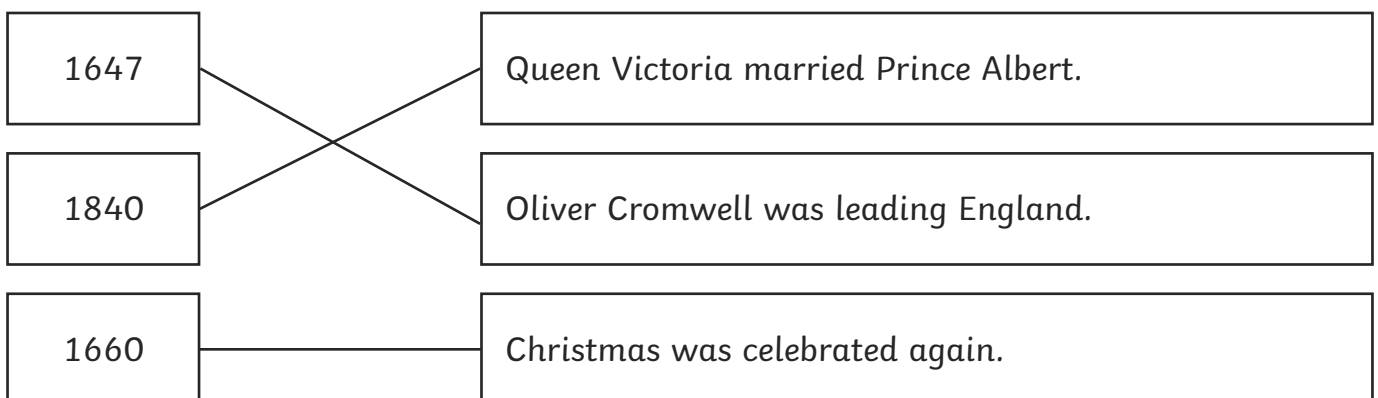 1647 Queen Victoria married Prince Albert.
1840 Oliver Cromwell was leading England.
1660 Christmas was celebrated again.